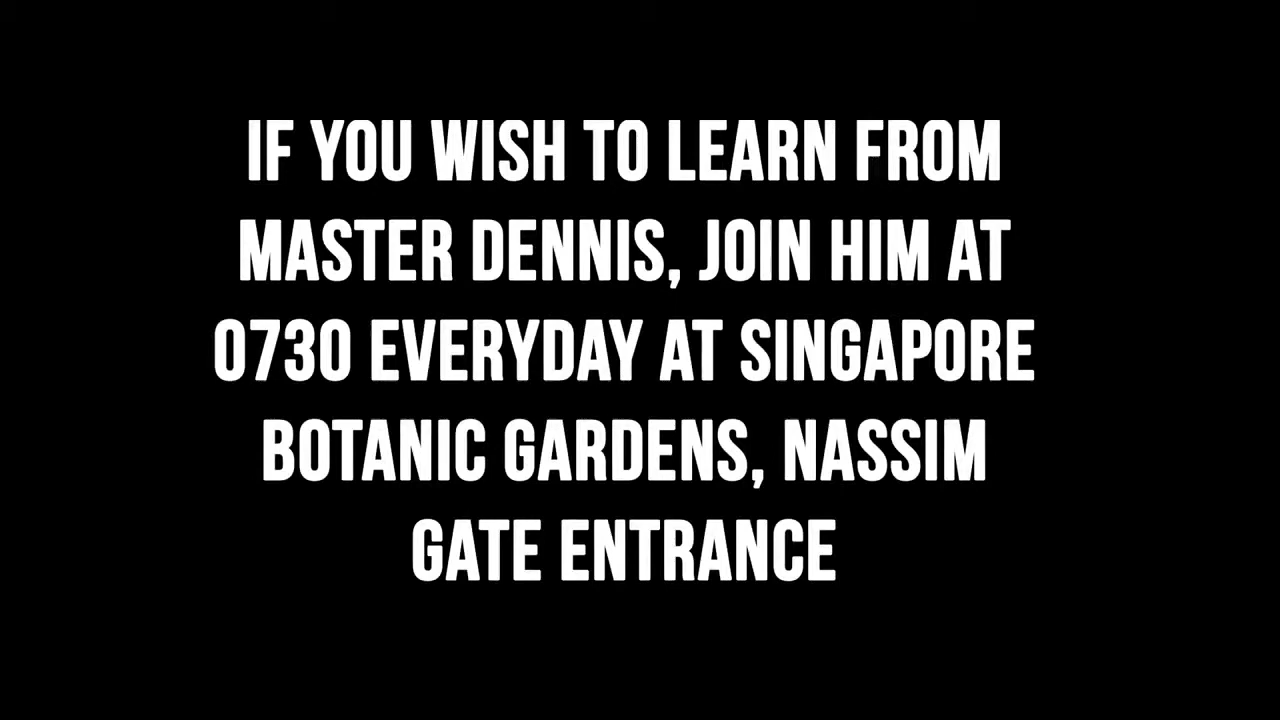 IF YOU WISH TO LEARN FROM
MASTER DENNIS, JOIN HIM AT
0730 EVERYDAY AT SINGAPORE
BOTANIC GARDENS, NASSIM
GATE ENTRANCE